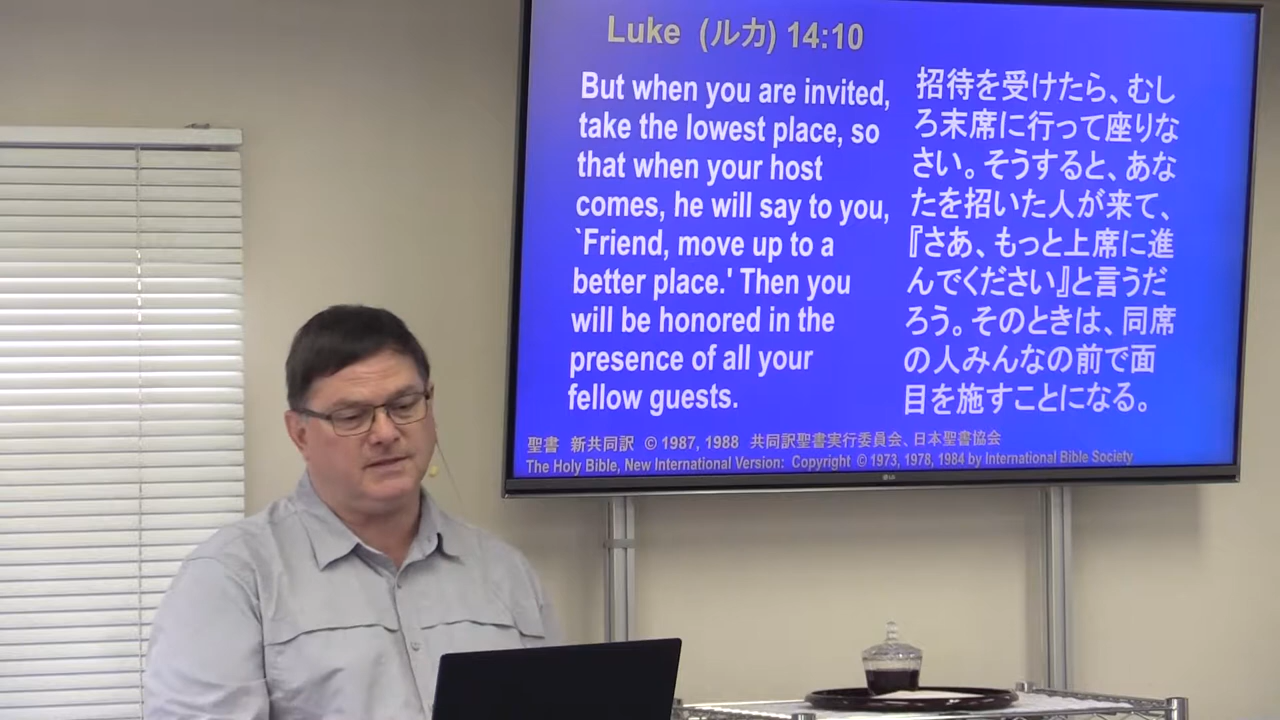 Luke (ルカ) 14:10
But when you are invited,
take the lowest place, so
that when your host
comes, he will say to you,
`Friend, move up to a
better place.' Then you
will be honored in the
presence of all your
fellow guests.
招待を受けたら、むし
ろ末席に行って座りな
さい。そうすると、あな
たを招いた人が来て、
『さあ、もっと上席に進
んでください』と言うだ
ろう。そのときは、同席
の人みんなの前で面
目を施すことになる。
聖書 新共同訳 © 1987, 1988 共同訳聖書実行委員会、日本聖書協会
The Holy Bible, New International Version: Copyright © 1973, 1978, 1984 by International Bible Society
LG